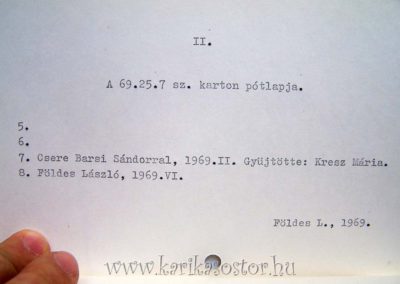 II.
A 69.25.7 sz. karton pótlapja.
5.
6.
7. Csere Barsi Sándorral, 1969.II. Gyüjtötte: Kresz Mária.
8. Földes László, 1969.VI.
Földes L., 1969.
www.karikasostor.hu